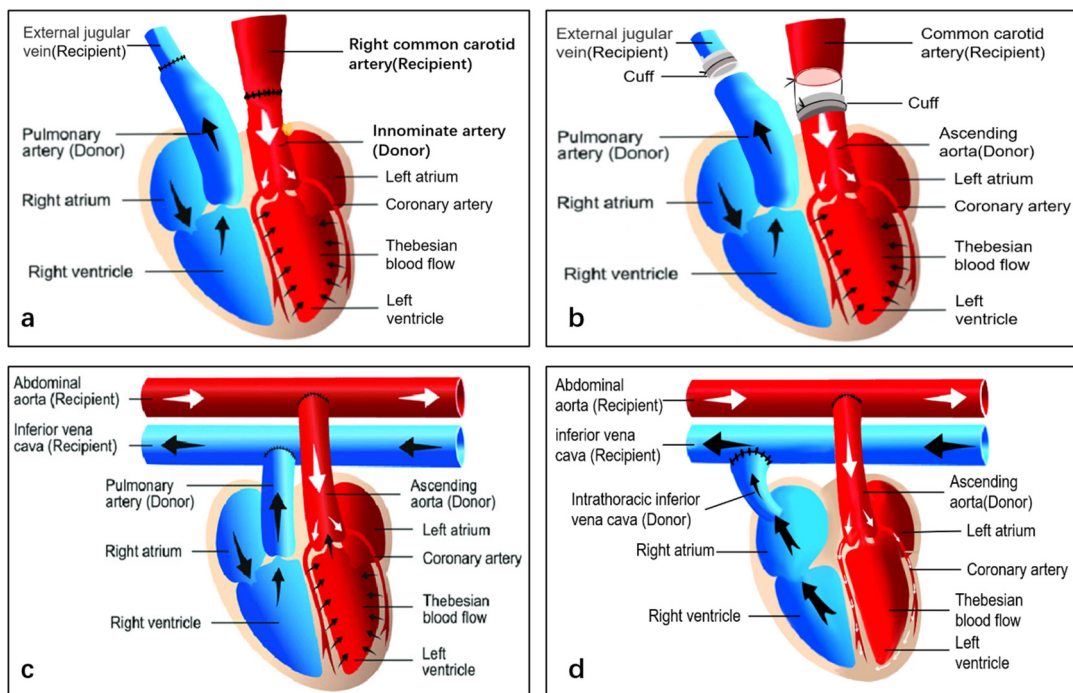 External jugular
vein(Recipient)
Right common carotid
artery(Recipient)
Pulmonary
artery (Donor)
Innominate artery
(Donor)
Left atrium
Right atrium
Coronary artery
Thebesian
blood flow
Right ventricle
Left
ventricle
a
External jugular
vein(Recipient)
Common carotid
artery(Recipient)
Cuff
Cuff
Pulmonary
artery (Donor)
Ascending
aorta(Donor)
Left atrium
Right atrium
Coronary artery
Thebesian
blood flow
Right ventricle
Left
ventricle
b
Abdominal
aorta (Recipient)
Inferior vena
cava (Recipient)
Pulmonary
artery (Donor)
Ascending
aorta (Donor)
Left atrium
Right atrium
Coronary artery
Thebesian
blood flow
Right ventricle
Left
ventricle
c
Abdominal
aorta (Recipient)
inferior vena
cava (Recipient)
Intrathoracic inferior
vena cava (Donor)
Ascending
aorta(Donor)
Left atrium
Right atrium
Coronary artery
Thebesian
blood flow
Right ventricle
Left
ventricle
d